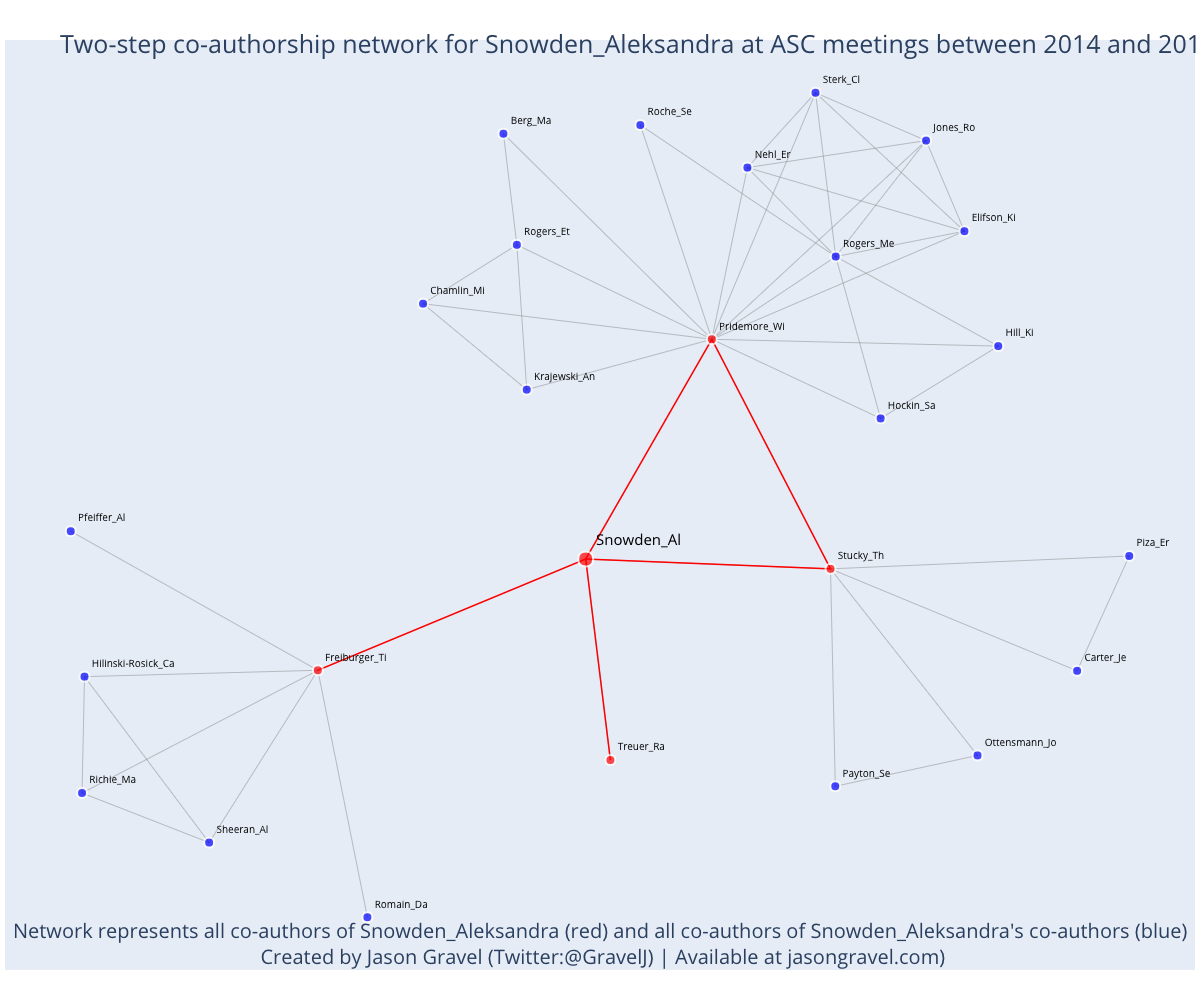 Two-step co-authorship network for Snowden_Aleksandra at ASC meetings between 2014 and 201
Sterk_Cl
Roche_Se
Berg_Ma
Jones_Ro
Nehl_Er
Elifson_Ki
Rogers_Et
Rogers_Me
Chamlin_Mi
Pridemore_Wi
Hill_Ki
Krajewski_An
Hockin_Sa
Pfeiffer_Al
Snowden_Al
Piza_Er
Stucky_Th
Freiburger_Ti
Carter_Je
Hilinski-Rosick_Ca
Ottensmann_Jo
Treuer_Ra
Payton_Se
Richie_Ma
Sheeran_Al
Romain_Da
Network represents all co-authors of Snowden_Aleksandra (red) and all co-authors of Snowden_Aleksandra's co-authors (blue)
Created by Jason Gravel (Twitter:@GravelJ) | Available at jasongravel.com)